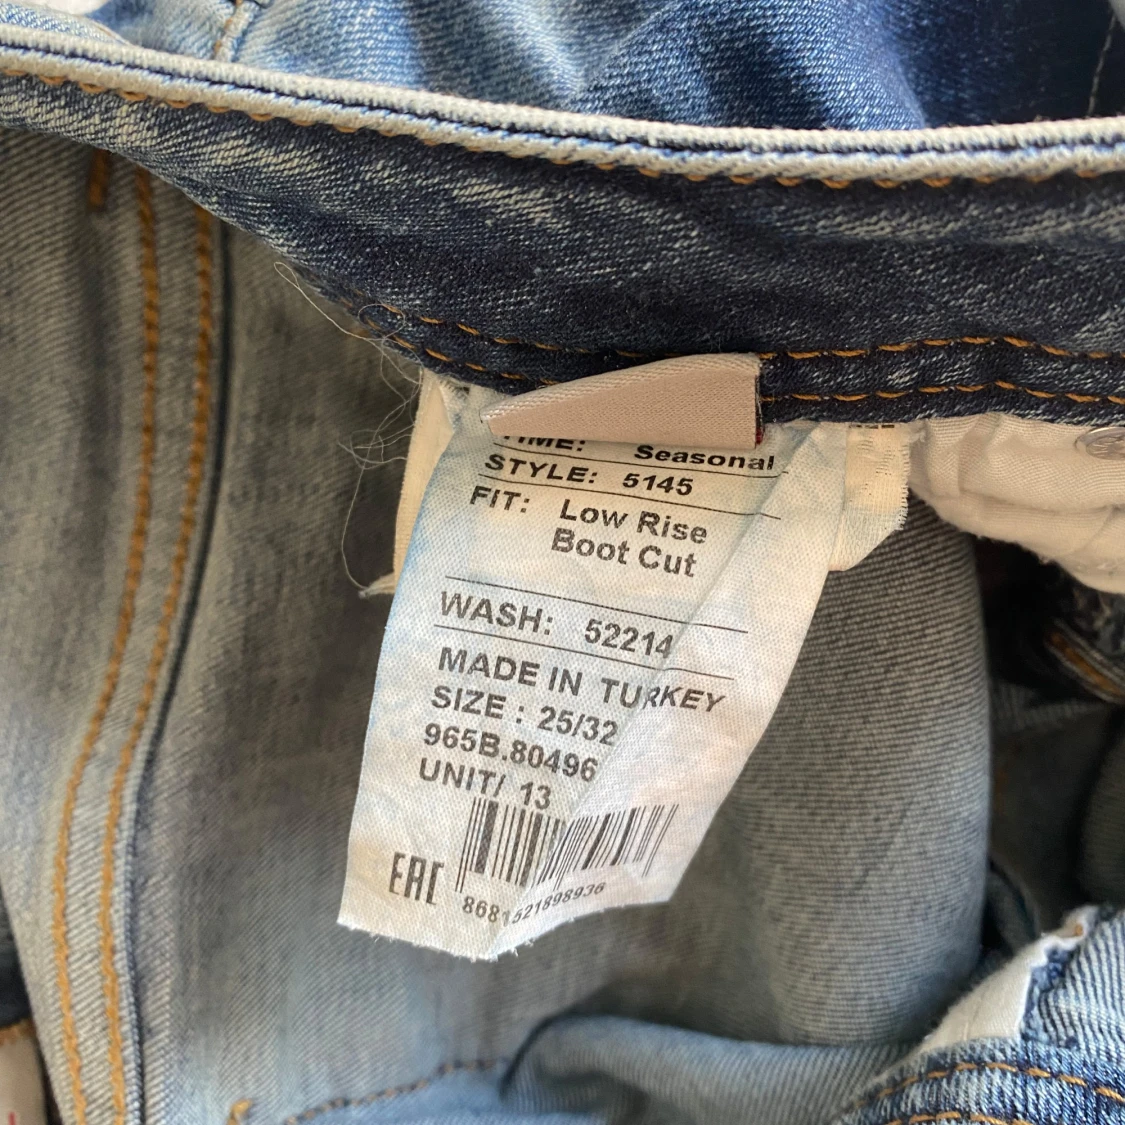 TIME: Seasonal
STYLE: 5145
FIT: Low Rise
Boot Cut
WASH: 52214
MADE IN TURKEY
SIZE : 25/32
965B.80496
UNIT/ 13
EAC
8681521898936